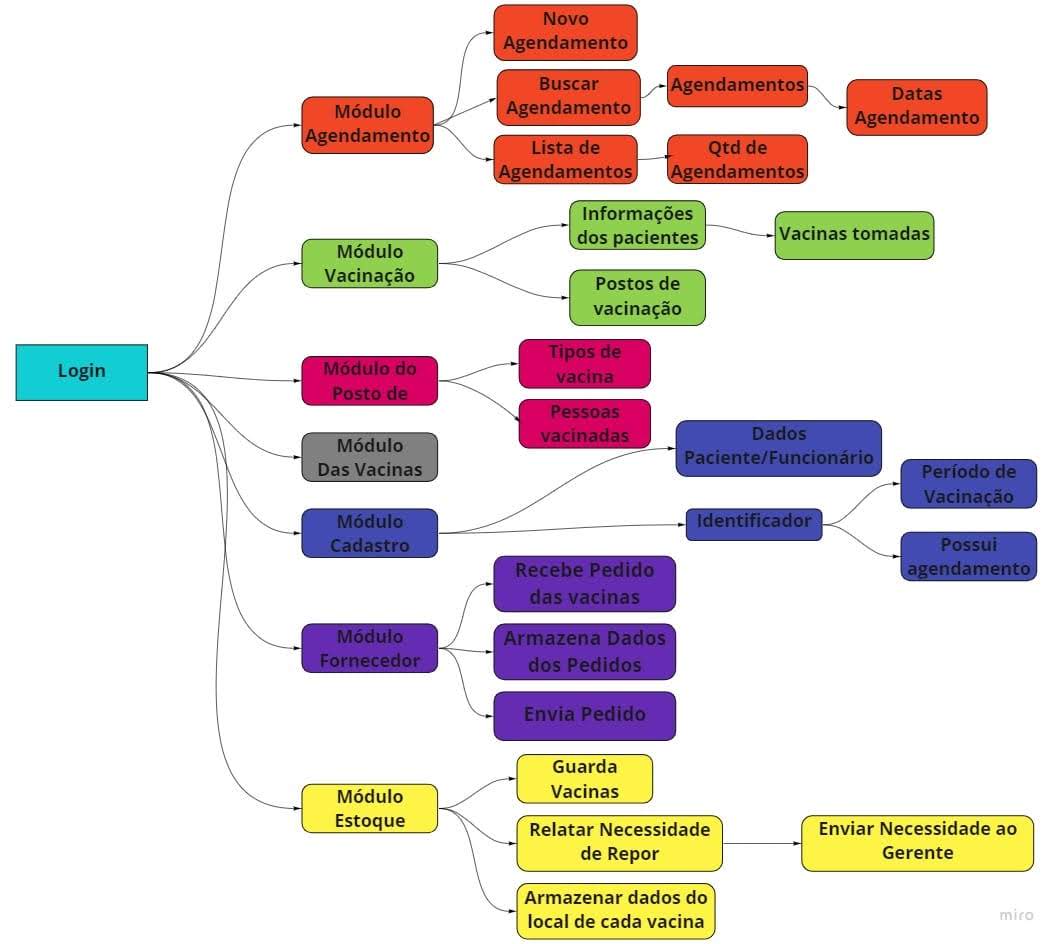 Novo
Agendamento
Buscar
Agendamento
Agendamentos
Datas
Agendamento
Módulo
Agendamento
Lista de
Agendamentos
Qtd de
Agendamentos
Informações
dos pacientes
Vacinas tomadas
Módulo
Vacinação
Postos de
vacinação
Login
Módulo do
Posto de
Tipos de
vacina
Pessoas
vacinadas
Módulo
Das Vacinas
Dados
Paciente/Funcionário
Módulo
Cadastro
Identificador
Período de
Vacinação
Possui
agendamento
Módulo
Fornecedor
Recebe Pedido
das vacinas
Armazena Dados
dos Pedidos
Envia Pedido
Módulo
Estoque
Guarda
Vacinas
Relatar Necessidade
de Repor
Enviar Necessidade ao
Gerente
Armazenar dados do
local de cada vacina
miro